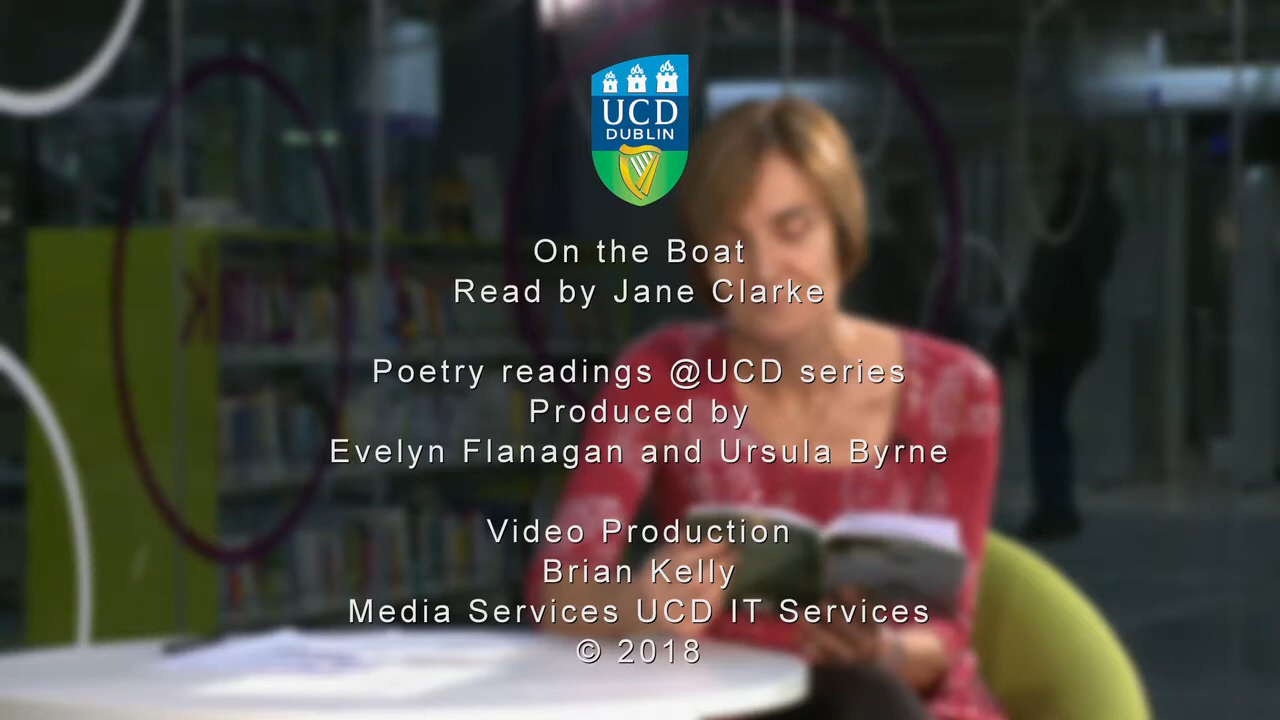 UCD
DUBLIN
On the Boat
Read by Jane Clarke
Poetry readings @UCD series
Produced by
Evelyn Flanagan and Ursula Byrne
Video Production
Brian Kelly
Media Services UCD IT Services
© 2018